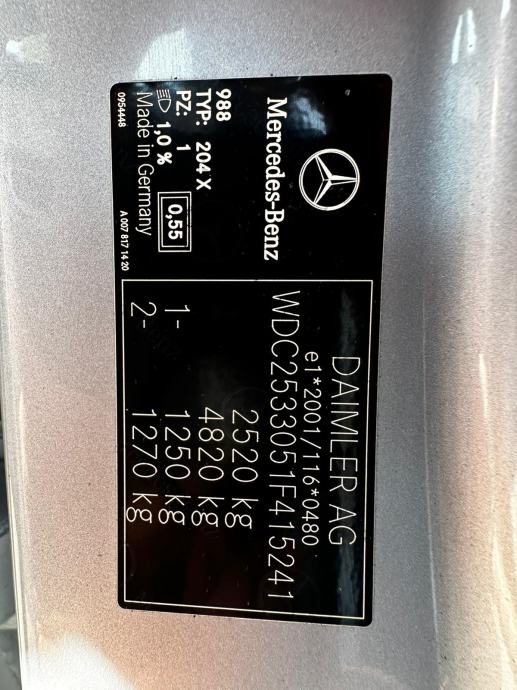 Mercedes-Benz
988
TYP: 204 X
PZ: 1
1,0 % 0,55
Made in Germany
0954448 A 007 817 14 20
DAIMLER AG
e1*2001/116*0480
WDC2533051F415241
2520 kg
4820 kg
1- 1250 kg
2- 1270 kg